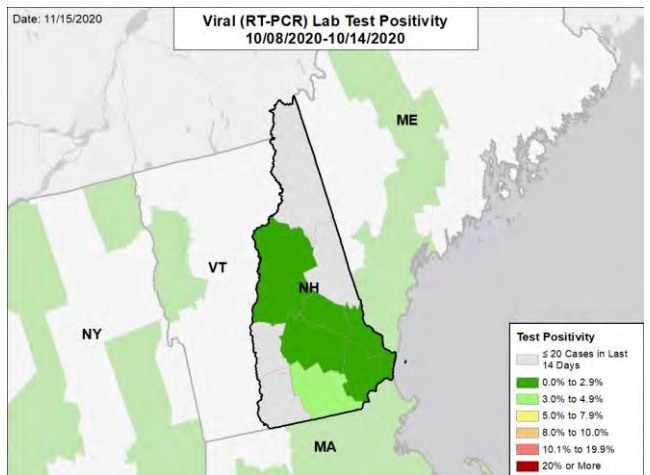 Date: 11/15/2020
Viral (RT-PCR) Lab Test Positivity
10/08/2020-10/14/2020
ME
VT
NH
NY
MA
Test Positivity
≤ 20 Cases in Last
14 Days
0.0% to 2.9%
3.0% to 4.9%
5.0% to 7.9%
8.0% to 10.0%
10.1% to 19.9%
20% or More